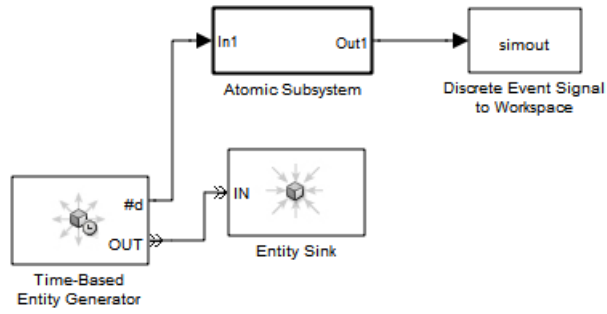 In1 Out1
simout
Atomic Subsystem
Discrete Event Signal
to Workspace
#d
OUT
IN
Entity Sink
Time-Based
Entity Generator